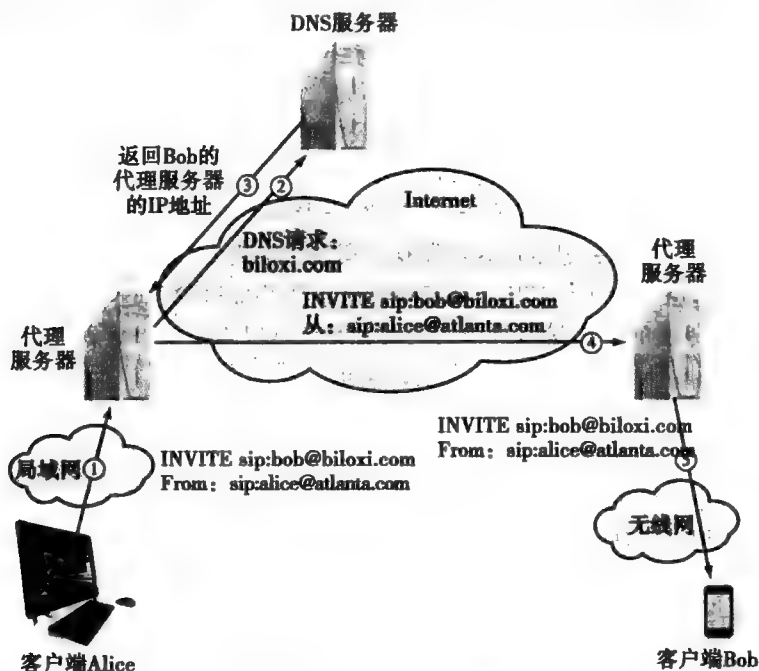 DNS服务器
返回Bob的
代理服务器
的IP地址
③
②
Internet
DNS请求：
biloxi.com
代理
服务器
INVITE sip:bob@biloxi.com
从：sip:alice@atlanta.com
④
代理
服务器
INVITE sip:bob@biloxi.com
From：sip:alice@atlanta.com
⑤
局域网
①
INVITE sip:bob@biloxi.com
From：sip:alice@atlanta.com
无线网
客户端Alice
客户端Bob